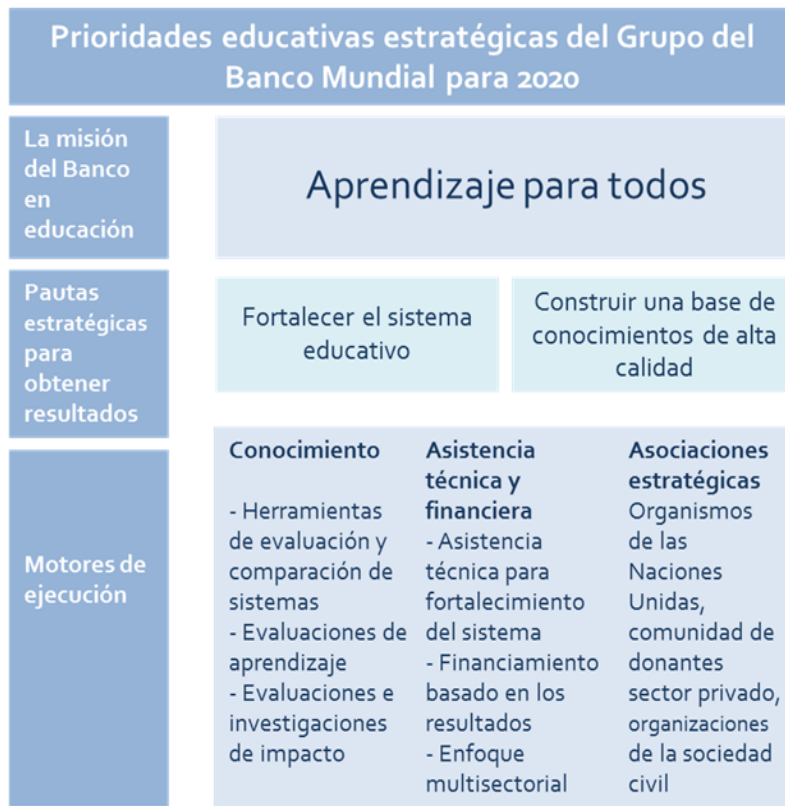 Prioridades educativas estratégicas del Grupo del
Banco Mundial para 2020
La misión
del Banco
en
educación
Aprendizaje para todos
Pautas
estratégicas
para
obtener
resultados
Fortalecer el sistema
educativo
Construir una base de
conocimientos de alta
calidad
Motores de
ejecución
Conocimiento
- Herramientas
de evaluación y
comparación de
sistemas
- Evaluaciones de
aprendizaje
- Evaluaciones e
investigaciones
de impacto
Asistencia
técnica y
financiera
- Asistencia
técnica para
fortalecimiento
del sistema
- Financiamiento
basado en los
resultados
- Enfoque
multisectorial
Asociaciones
estratégicas
Organismos
de las
Naciones
Unidas,
comunidad de
donantes
sector privado,
organizaciones
de la sociedad
civil